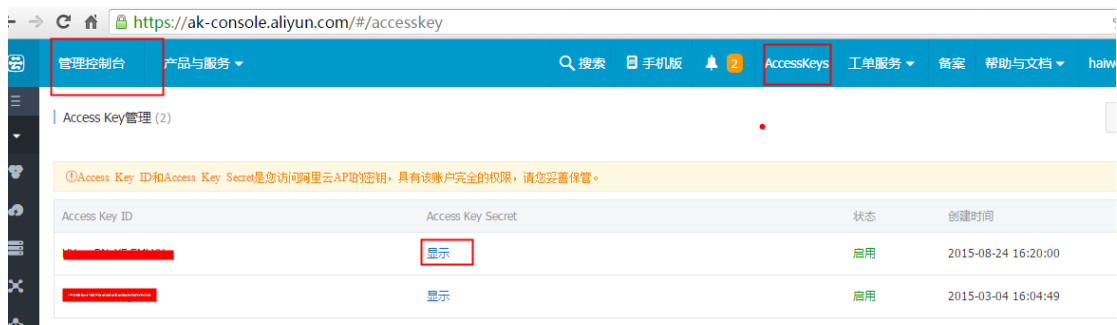 https://ak-console.aliyun.com/#/accesskey
管理控制台 产品与服务 搜索 手机版 2 AccessKeys 工单服务 备案 帮助与文档 haiw
Access Key管理 (2)
Access Key ID和Access Key Secret是您访问阿里云API的密钥，具有该账户完全的权限，请您妥善保管。
Access Key ID Access Key Secret 状态 创建时间
显示 启用 2015-08-24 16:20:00
显示 启用 2015-03-04 16:04:49